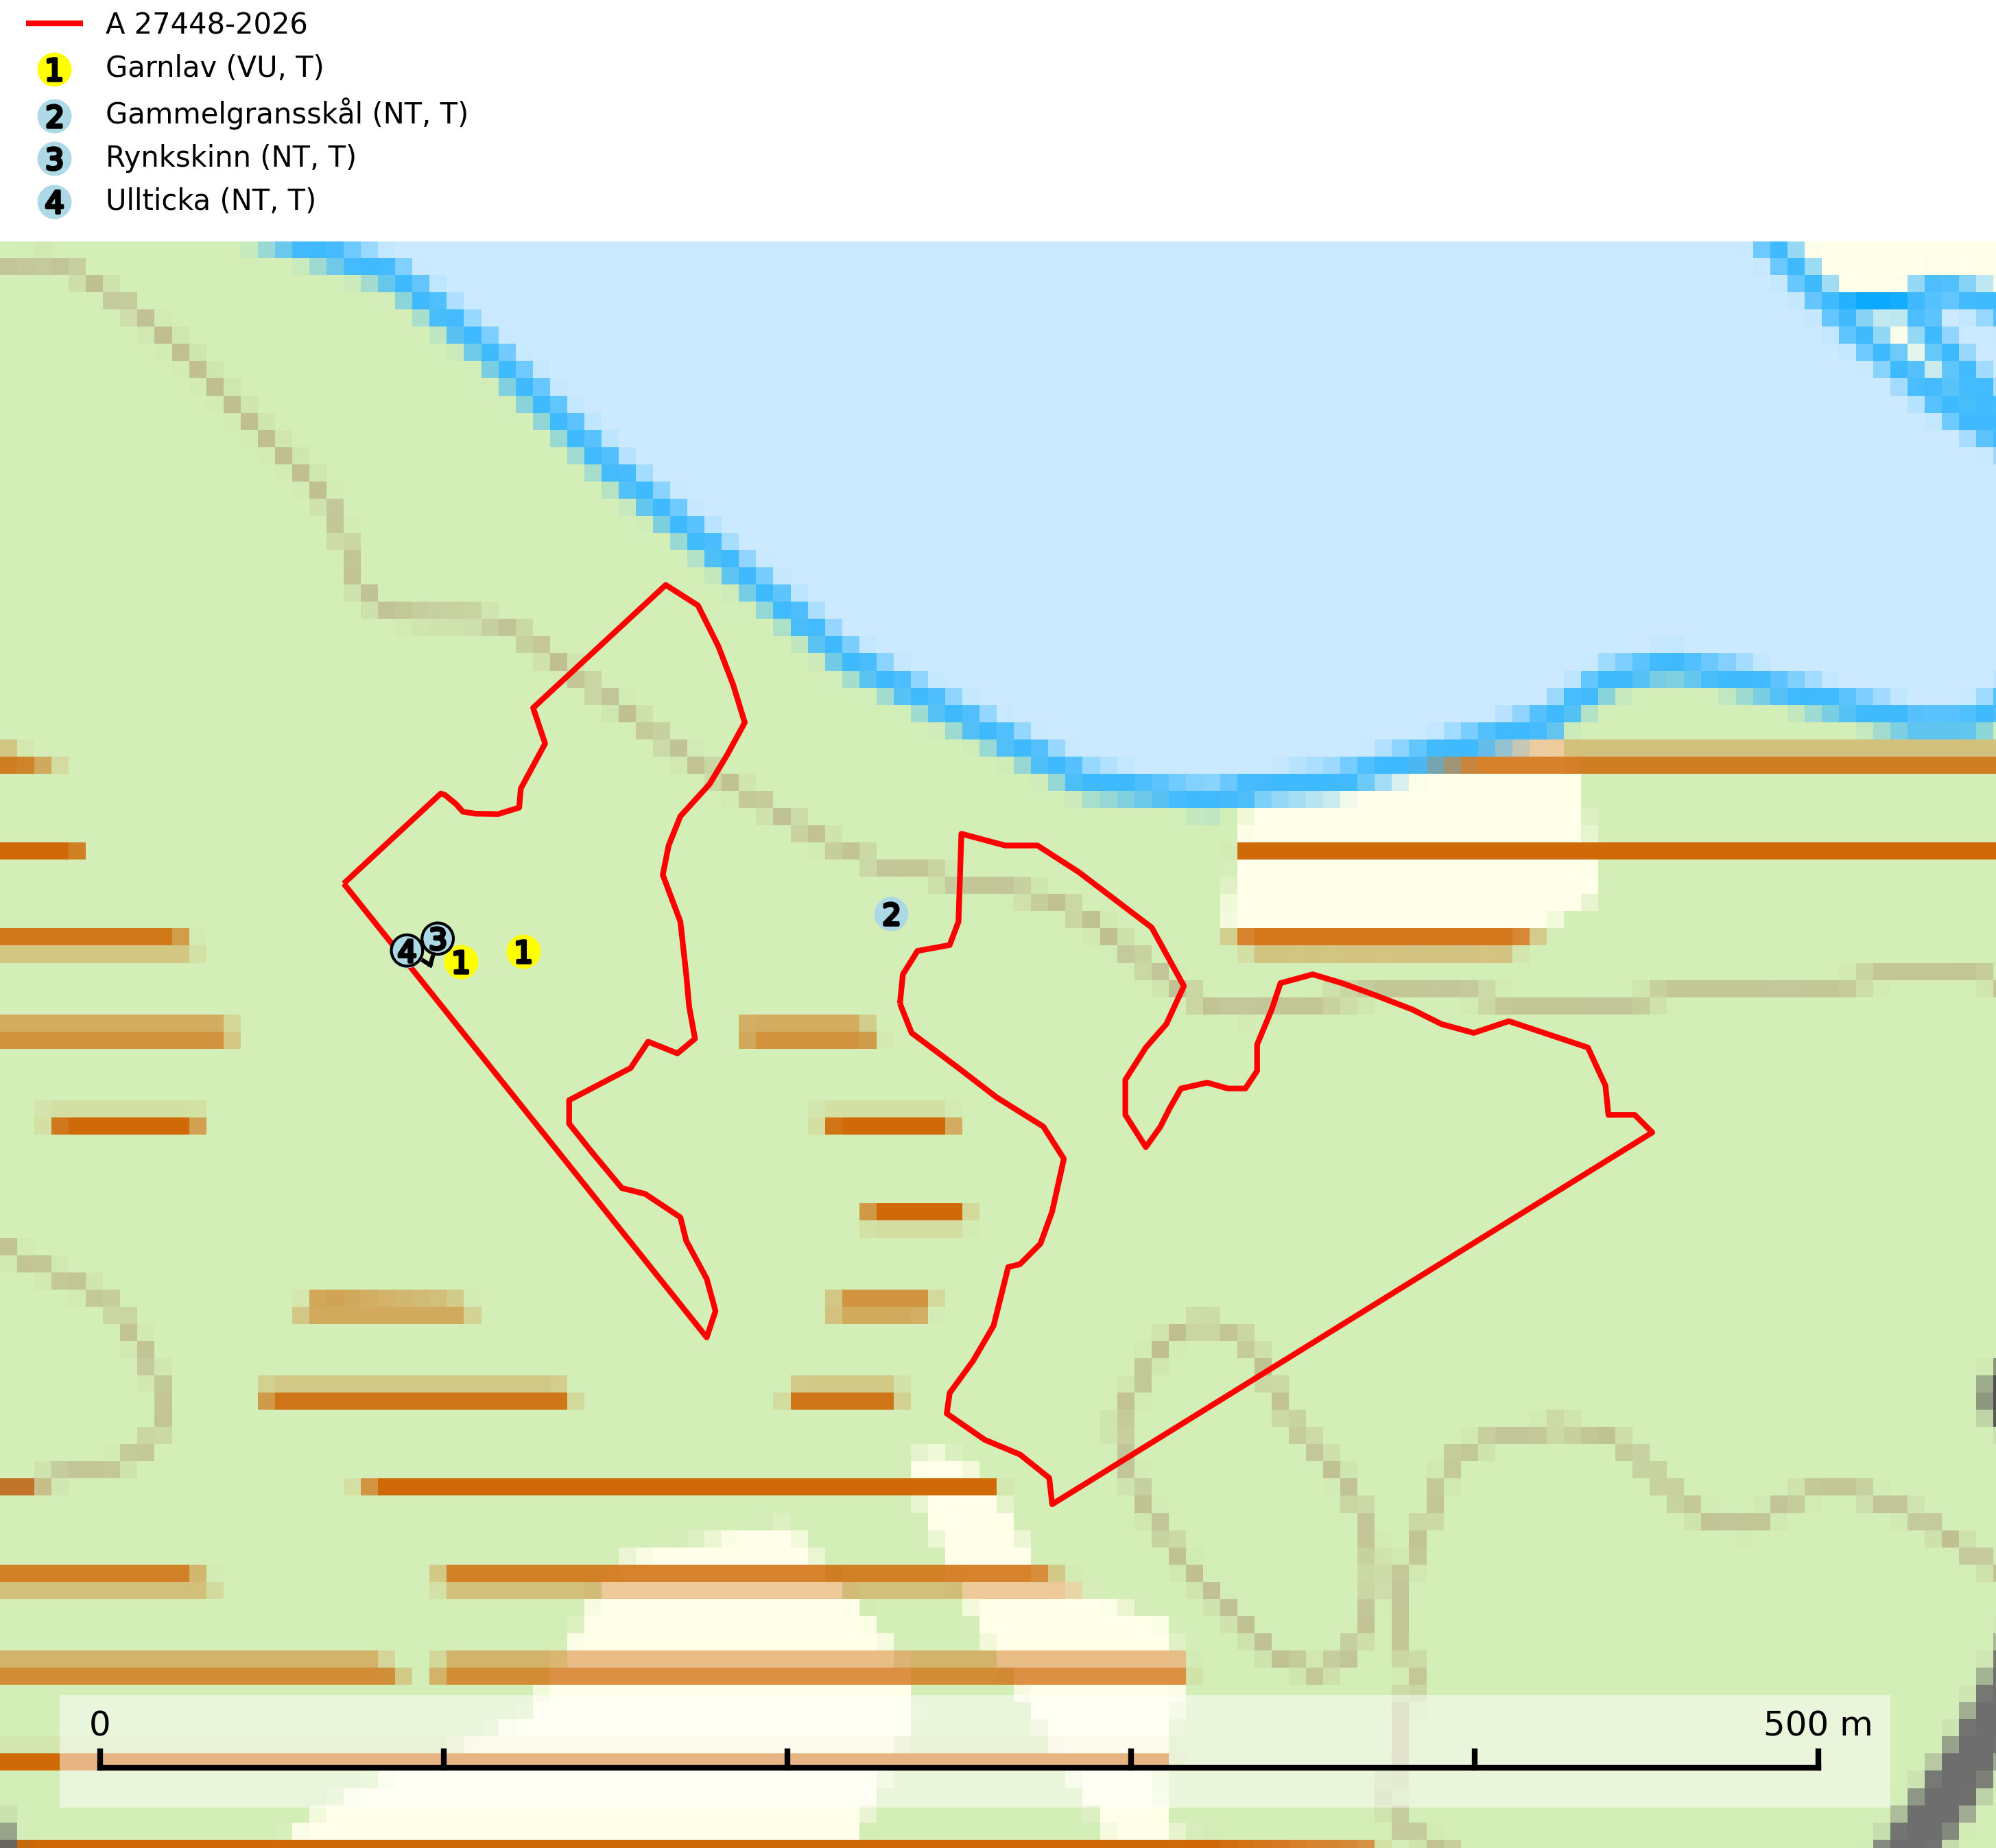 A 27448-2026
1 Garnlav (VU, T)
2 Gammelgransskål (NT, T)
3 Rynkskinn (NT, T)
4 Ullticka (NT, T)
2
3
4
1
1
0
500 m